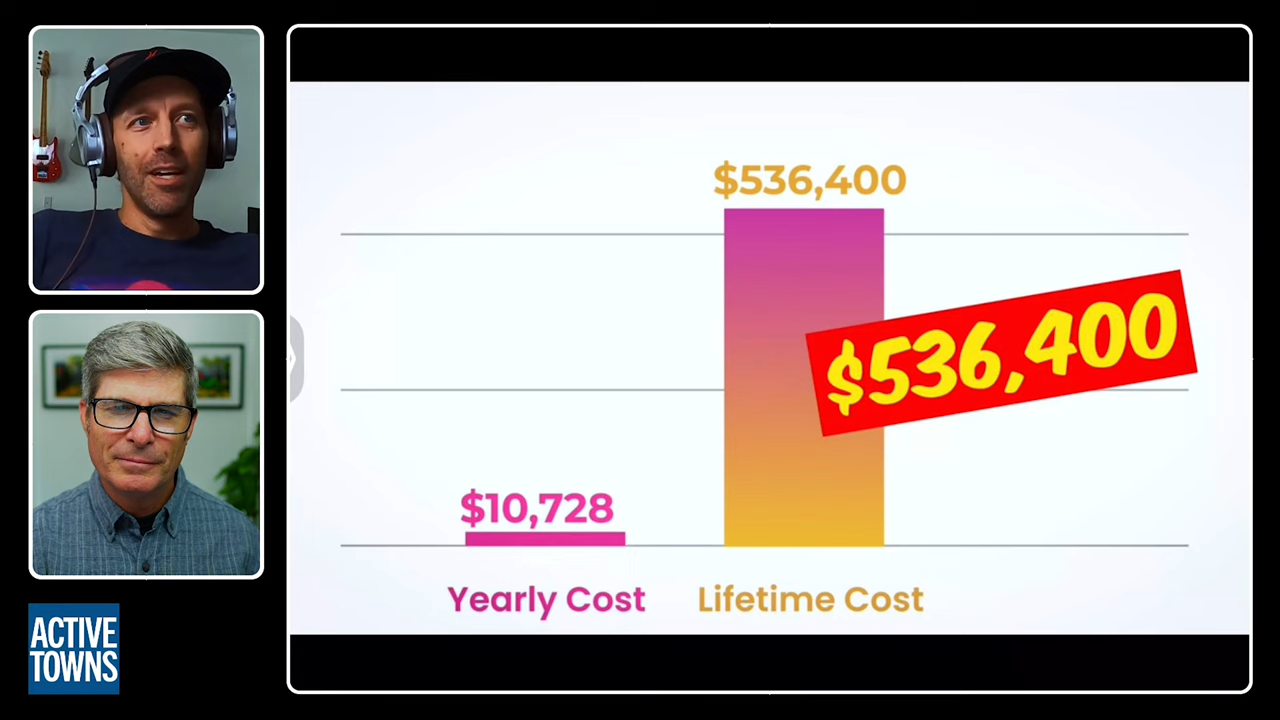 $536,400
$536,400
$10,728
Yearly Cost
Lifetime Cost
ACTIVE
TOWNS